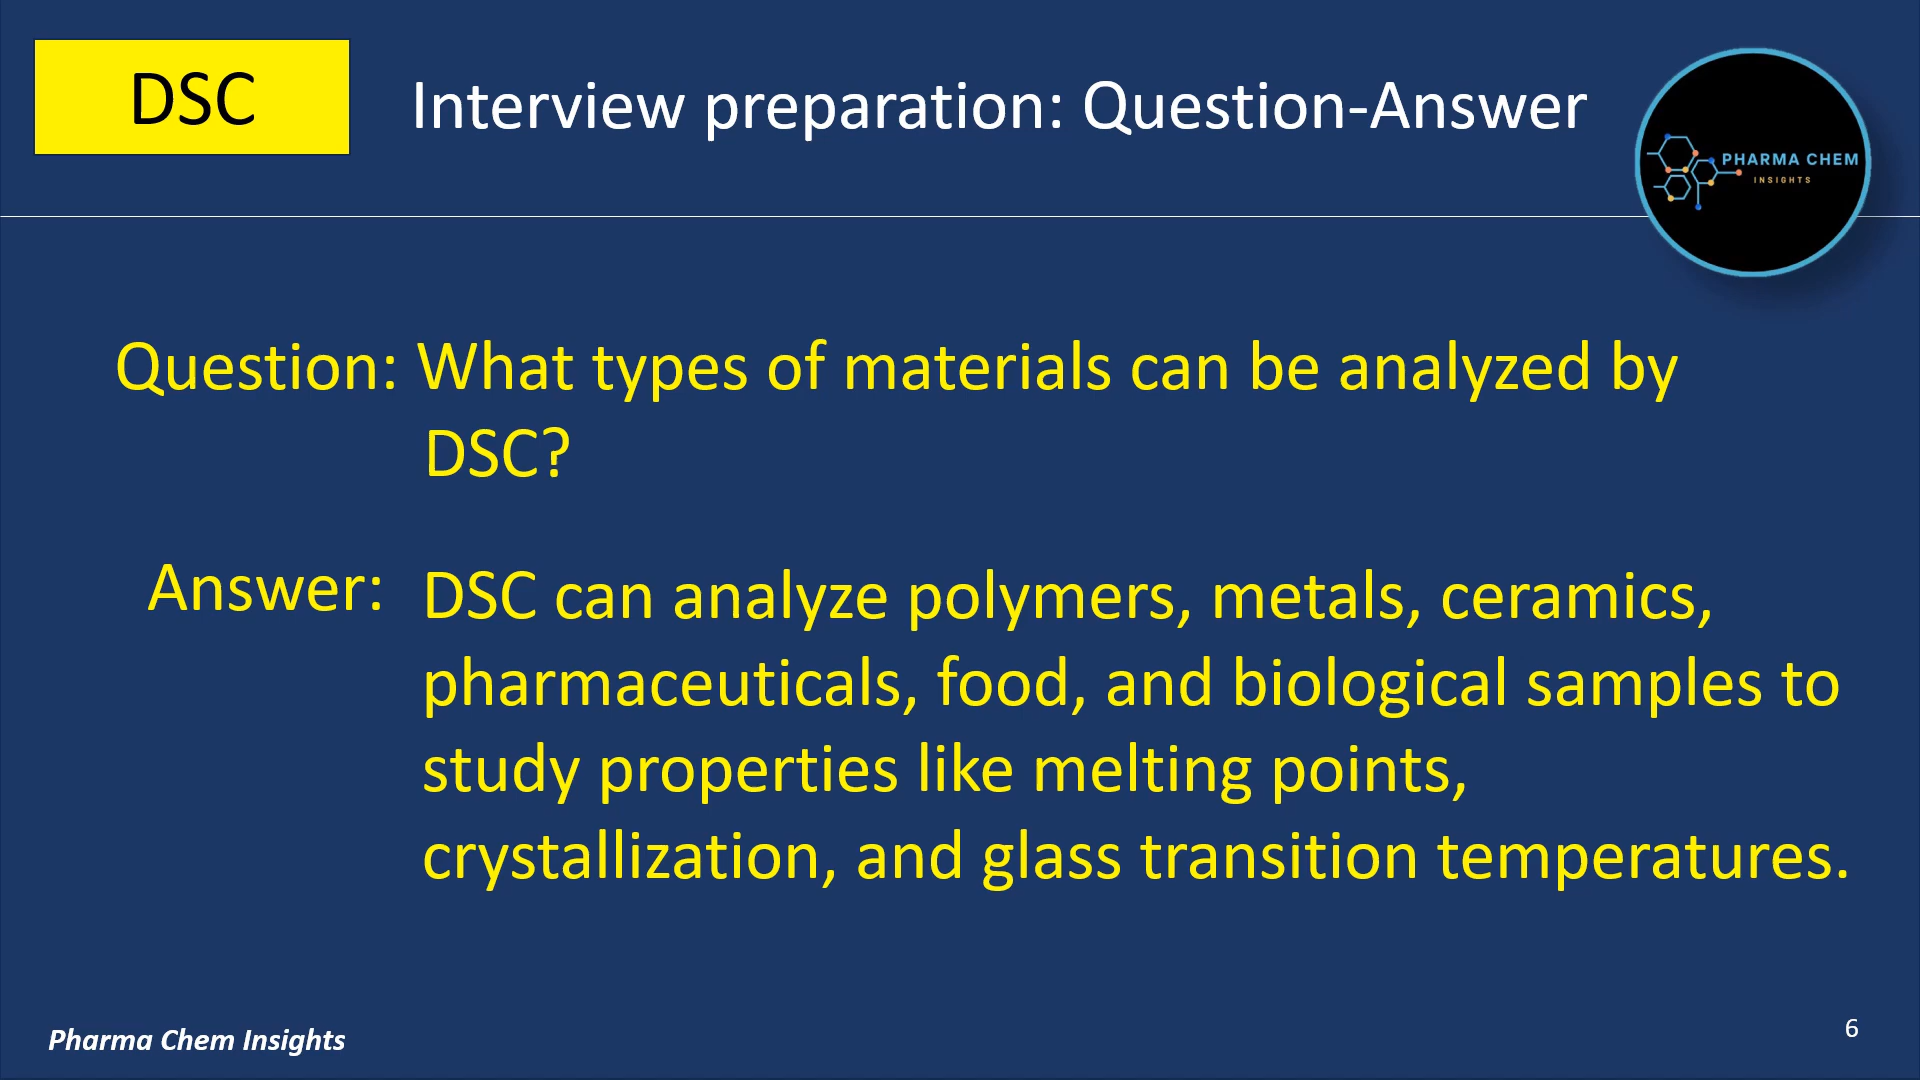 DSC
Interview preparation: Question-Answer
PHARMA CHEM
INSIGHTS
Question: What types of materials can be analyzed by
DSC?
Answer: DSC can analyze polymers, metals, ceramics,
pharmaceuticals, food, and biological samples to
study properties like melting points,
crystallization, and glass transition temperatures.
Pharma Chem Insights
6